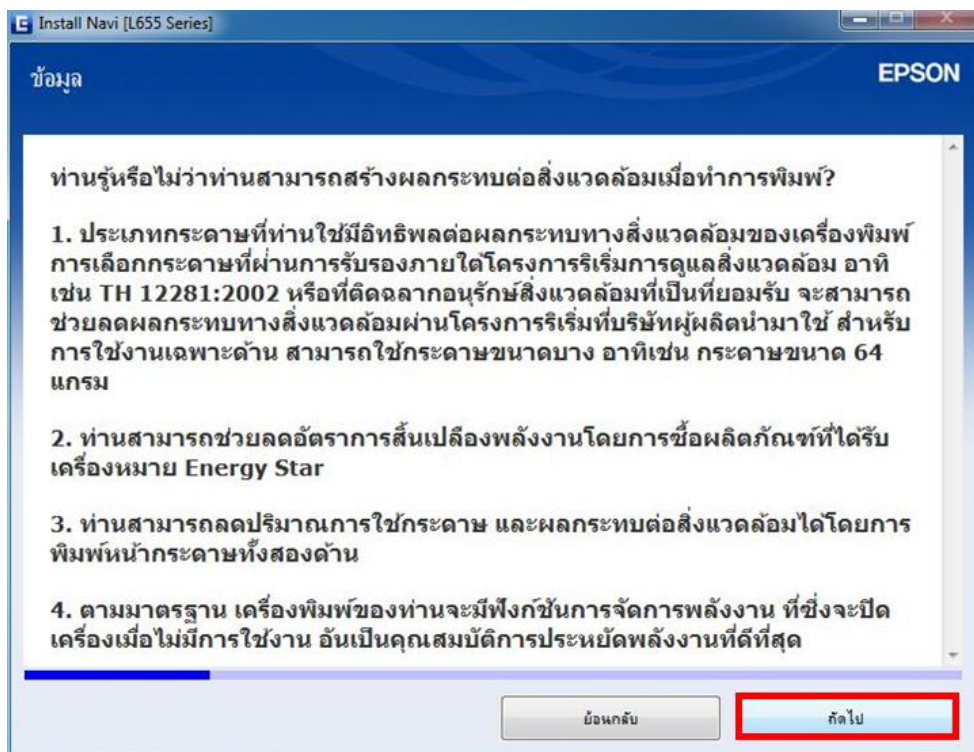 Install Navi [L655 Series]
ข้อมูล
EPSON
ท่านรู้หรือไม่ว่าท่านสามารถสร้างผลกระทบต่อสิ่งแวดล้อมเมื่อทำการพิมพ์?
1. ประเภทกระดาษที่ท่านใช้มีอิทธิพลต่อผลกระทบทางสิ่งแวดล้อมของเครื่องพิมพ์
การเลือกกระดาษที่ผ่านการรับรองภายใต้โครงการริเริ่มการดูแลสิ่งแวดล้อม อาทิ
เช่น TH 12281:2002 หรือที่ติดฉลากอนุรักษ์สิ่งแวดล้อมที่เป็นที่ยอมรับ จะสามารถ
ช่วยลดผลกระทบทางสิ่งแวดล้อมผ่านโครงการริเริ่มที่บริษัทผู้ผลิตนำมาใช้ สำหรับ
การใช้งานเฉพาะด้าน สามารถใช้กระดาษขนาดบาง อาทิเช่น กระดาษขนาด 64
แกรม
2. ท่านสามารถช่วยลดอัตราการสิ้นเปลืองพลังงานโดยการซื้อผลิตภัณฑ์ที่ได้รับ
เครื่องหมาย Energy Star
3. ท่านสามารถลดปริมาณการใช้กระดาษ และผลกระทบต่อสิ่งแวดล้อมได้โดยการ
พิมพ์หน้ากระดาษทั้งสองด้าน
4. ตามมาตรฐาน เครื่องพิมพ์ของท่านจะมีฟังก์ชันการจัดการพลังงาน ที่ซึ่งจะปิด
เครื่องเมื่อไม่มีการใช้งาน อันเป็นคุณสมบัติการประหยัดพลังงานที่ดีที่สุด
ย้อนกลับ
ถัดไป